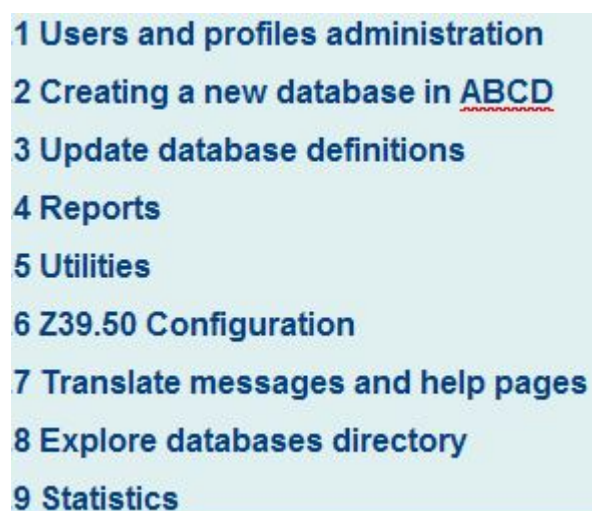 .1 Users and profiles administration
.2 Creating a new database in ABCD
.3 Update database definitions
.4 Reports
.5 Utilities
.6 Z39.50 Configuration
.7 Translate messages and help pages
.8 Explore databases directory
.9 Statistics